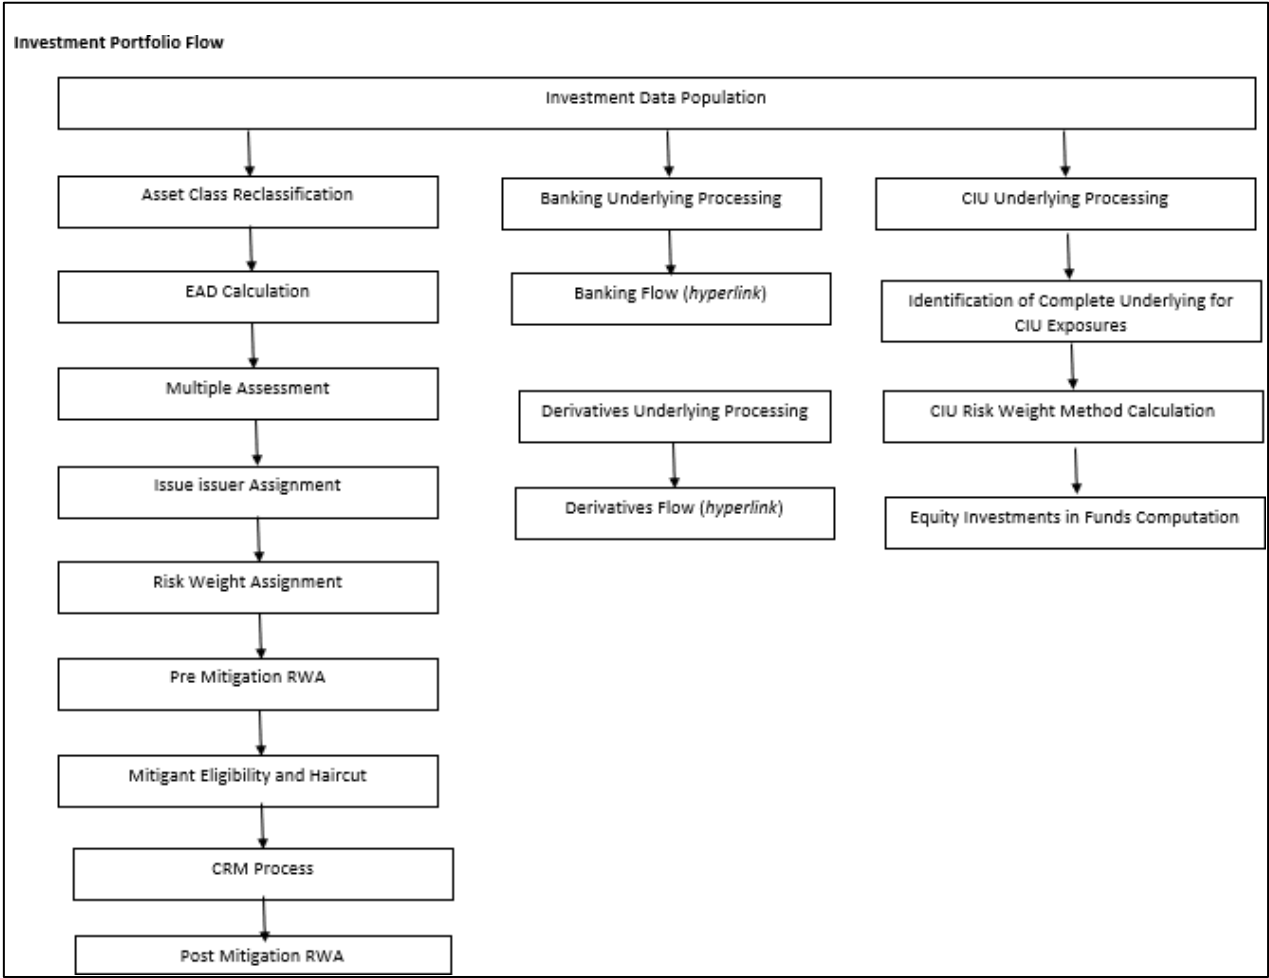 Investment Portfolio Flow
Investment Data Population
Asset Class Reclassification
EAD Calculation
Multiple Assessment
Issue issuer Assignment
Risk Weight Assignment
Pre Mitigation RWA
Mitigant Eligibility and Haircut
CRM Process
Post Mitigation RWA
Banking Underlying Processing
Banking Flow (hyperlink)
Derivatives Underlying Processing
Derivatives Flow (hyperlink)
CIU Underlying Processing
Identification of Complete Underlying for
CIU Exposures
CIU Risk Weight Method Calculation
Equity Investments in Funds Computation